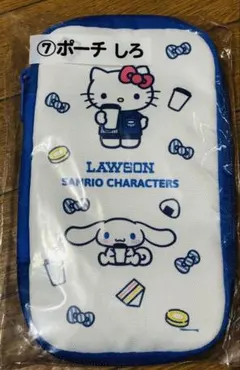 ⑦ポーチ しろ
LAWSON
SANRIO CHARACTERS